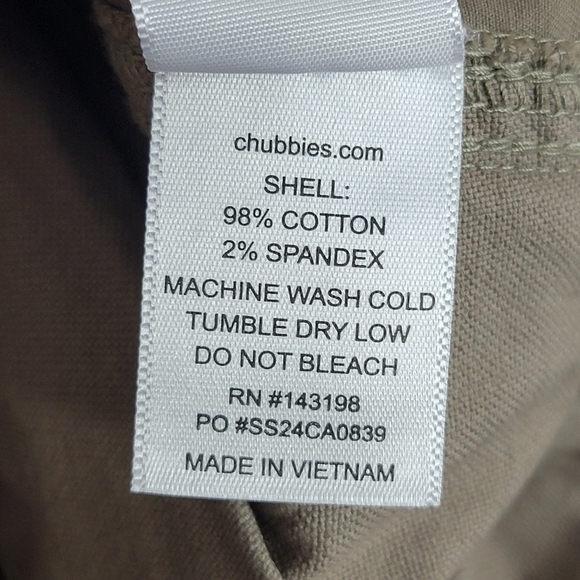 chubbies.com
SHELL:
98% COTTON
2% SPANDEX
MACHINE WASH COLD
TUMBLE DRY LOW
DO NOT BLEACH
RN #143198
PO #SS24CA0839
MADE IN VIETNAM